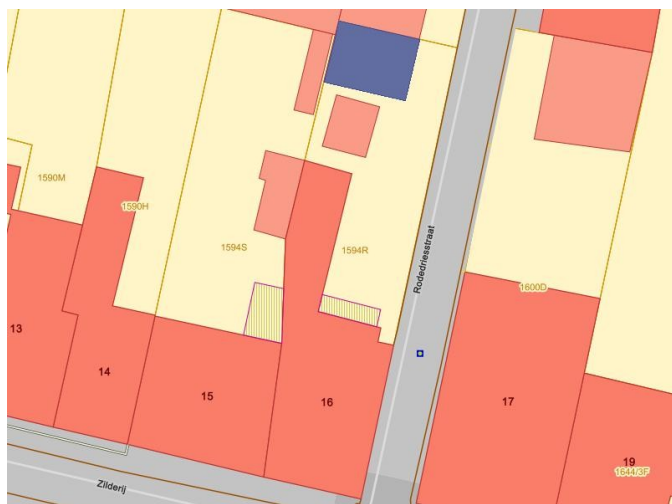 1590M
1590H
1594S
1594R
Rodedriesstraat
1600D
13
14
15
16
17
19
1644/3F
Zilderij